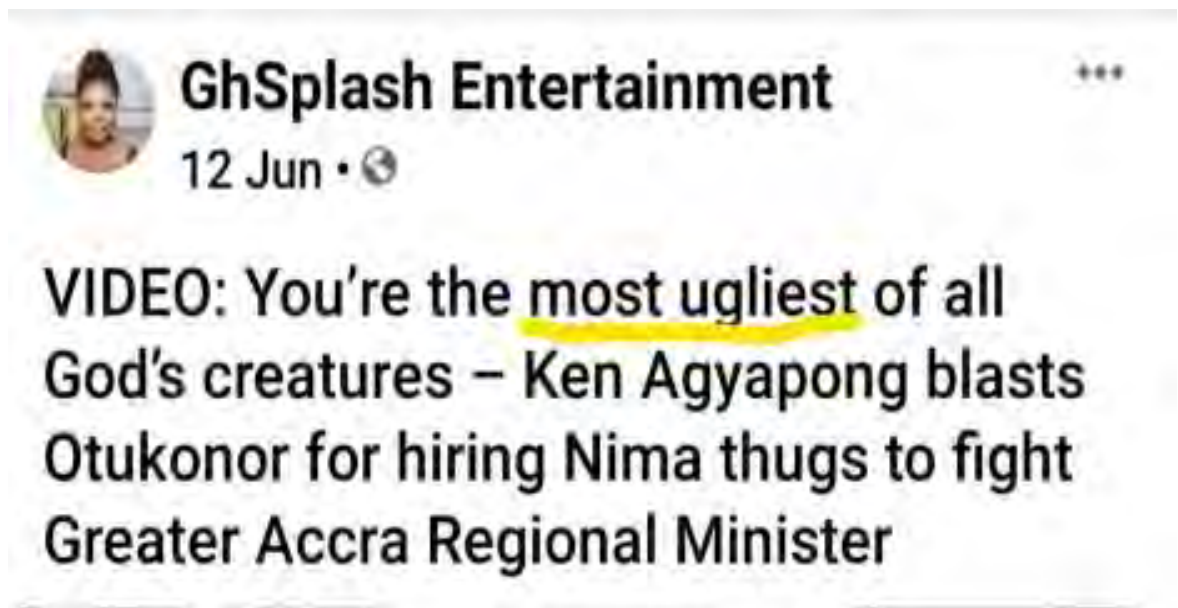 GhSplash Entertainment
12 Jun •
VIDEO: You're the most ugliest of all
God's creatures – Ken Agyapong blasts
Otukonor for hiring Nima thugs to fight
Greater Accra Regional Minister